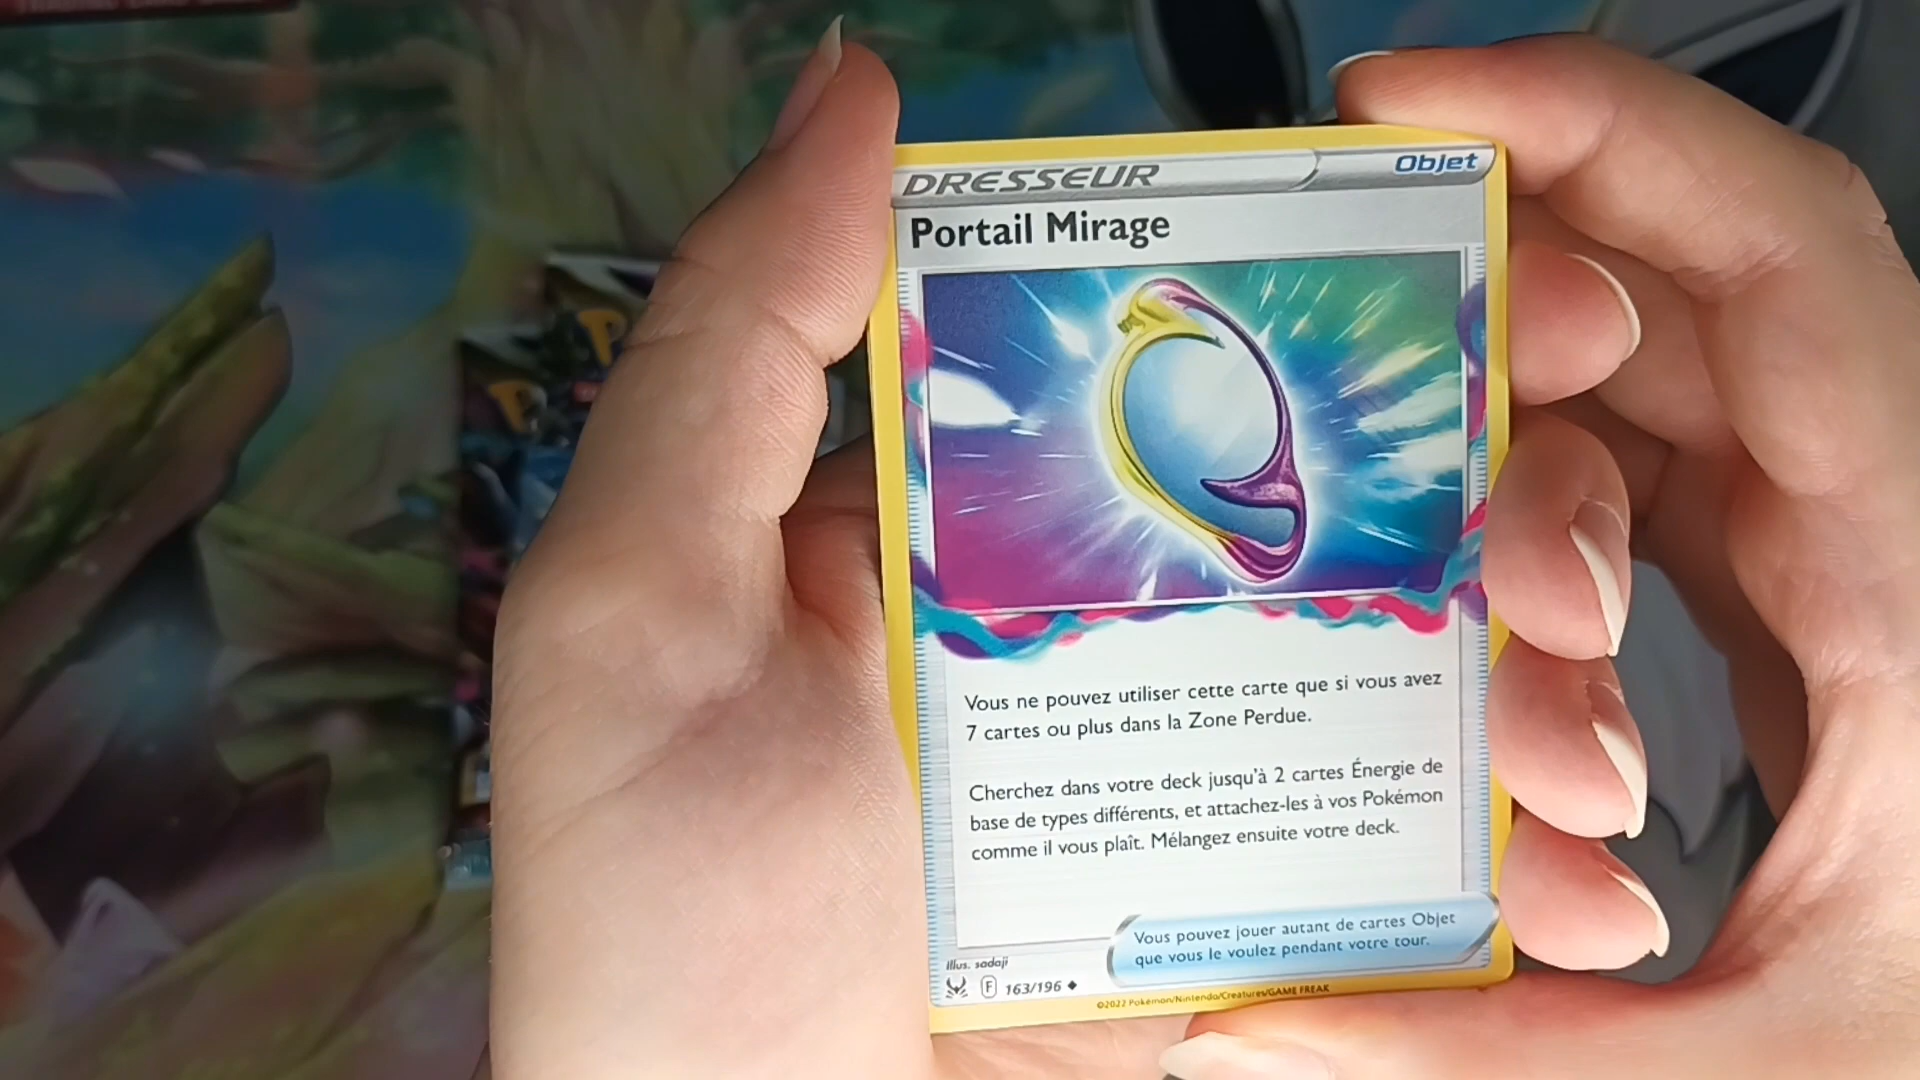 DRESSEUR
Objet
Portail Mirage
Vous ne pouvez utiliser cette carte que si vous avez
7 cartes ou plus dans la Zone Perdue.
Cherchez dans votre deck jusqu'à 2 cartes Énergie de
base de types différents, et attachez-les à vos Pokémon
comme il vous plaît. Mélangez ensuite votre deck.
Vous pouvez jouer autant de cartes Objet
que vous le voulez pendant votre tour.
Illus. sadaji
F 163/196
©2022 Pokémon/Nintendo/Creatures/GAME FREAK